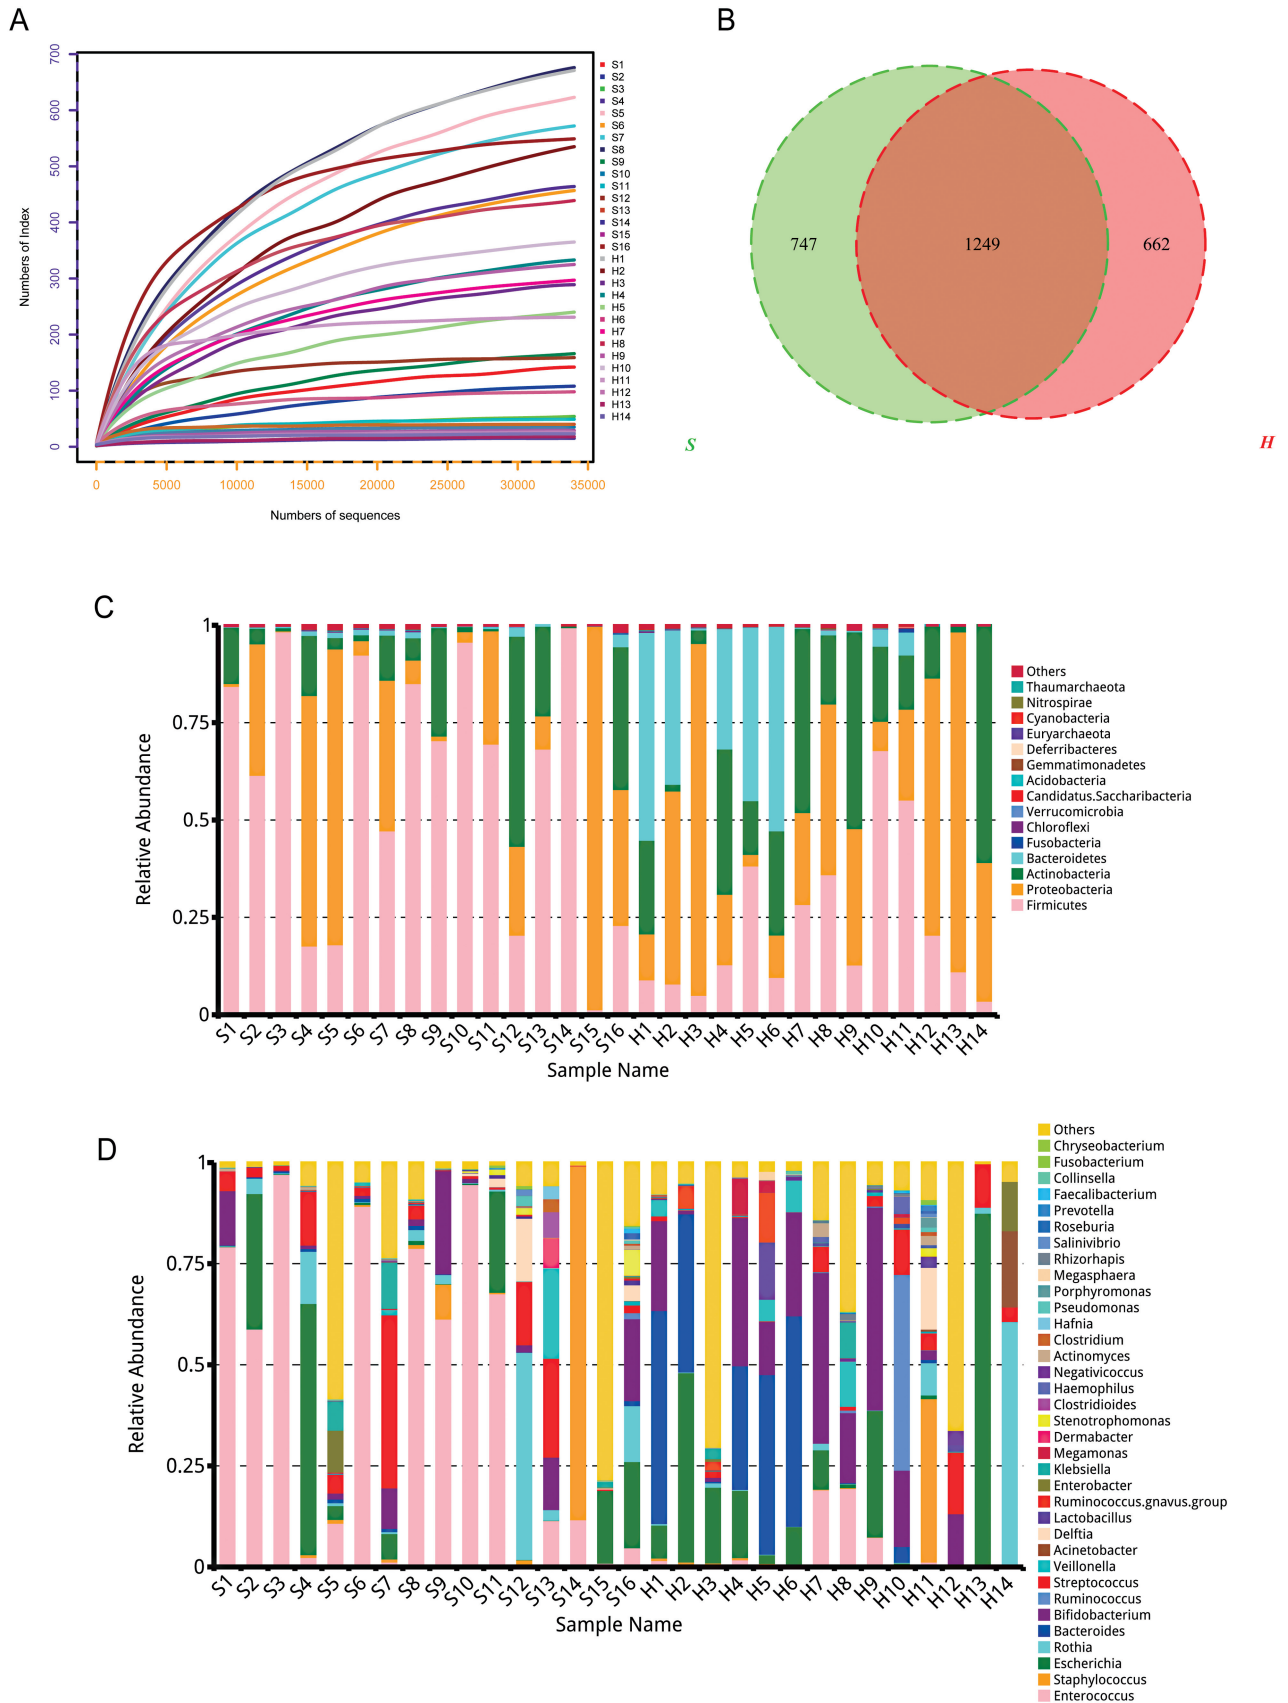 A
B
700
600
500
400
300
200
100
0
Numbers of Index
0 5000 10000 15000 20000 25000 30000 35000
Numbers of sequences
S1
S2
S3
S4
S5
S6
S7
S8
S9
S10
S11
S12
S13
S14
S15
S16
H1
H2
H3
H4
H5
H6
H7
H8
H9
H10
H11
H12
H13
H14
747 1249 662
S
H
C
1
0.75
0.5
0.25
0
Relative Abundance
S1 S2 S3 S4 S5 S6 S7 S8 S9 S10 S11 S12 S13 S14 S15 S16 H1 H2 H3 H4 H5 H6 H7 H8 H9 H10 H11 H12 H13 H14
Sample Name
Others
Thaumarchaeota
Nitrospirae
Cyanobacteria
Euryarchaeota
Deferribacteres
Gemmatimonadetes
Acidobacteria
Candidatus.Saccharibacteria
Verrucomicrobia
Chloroflexi
Fusobacteria
Bacteroidetes
Actinobacteria
Proteobacteria
Firmicutes
D
1
0.75
0.5
0.25
0
Relative Abundance
S1 S2 S3 S4 S5 S6 S7 S8 S9 S10 S11 S12 S13 S14 S15 S16 H1 H2 H3 H4 H5 H6 H7 H8 H9 H10 H11 H12 H13 H14
Sample Name
Others
Chryseobacterium
Fusobacterium
Collinsella
Faecalibacterium
Prevotella
Roseburia
Salinivibrio
Rhizorhapis
Megasphaera
Porphyromonas
Pseudomonas
Hafnia
Clostridium
Actinomyces
Negativicoccus
Haemophilus
Clostridioides
Stenotrophomonas
Dermabacter
Megamonas
Klebsiella
Enterobacter
Ruminococcus.gnavus.group
Lactobacillus
Delftia
Acinetobacter
Veillonella
Streptococcus
Ruminococcus
Bifidobacterium
Bacteroides
Rothia
Escherichia
Staphylococcus
Enterococcus